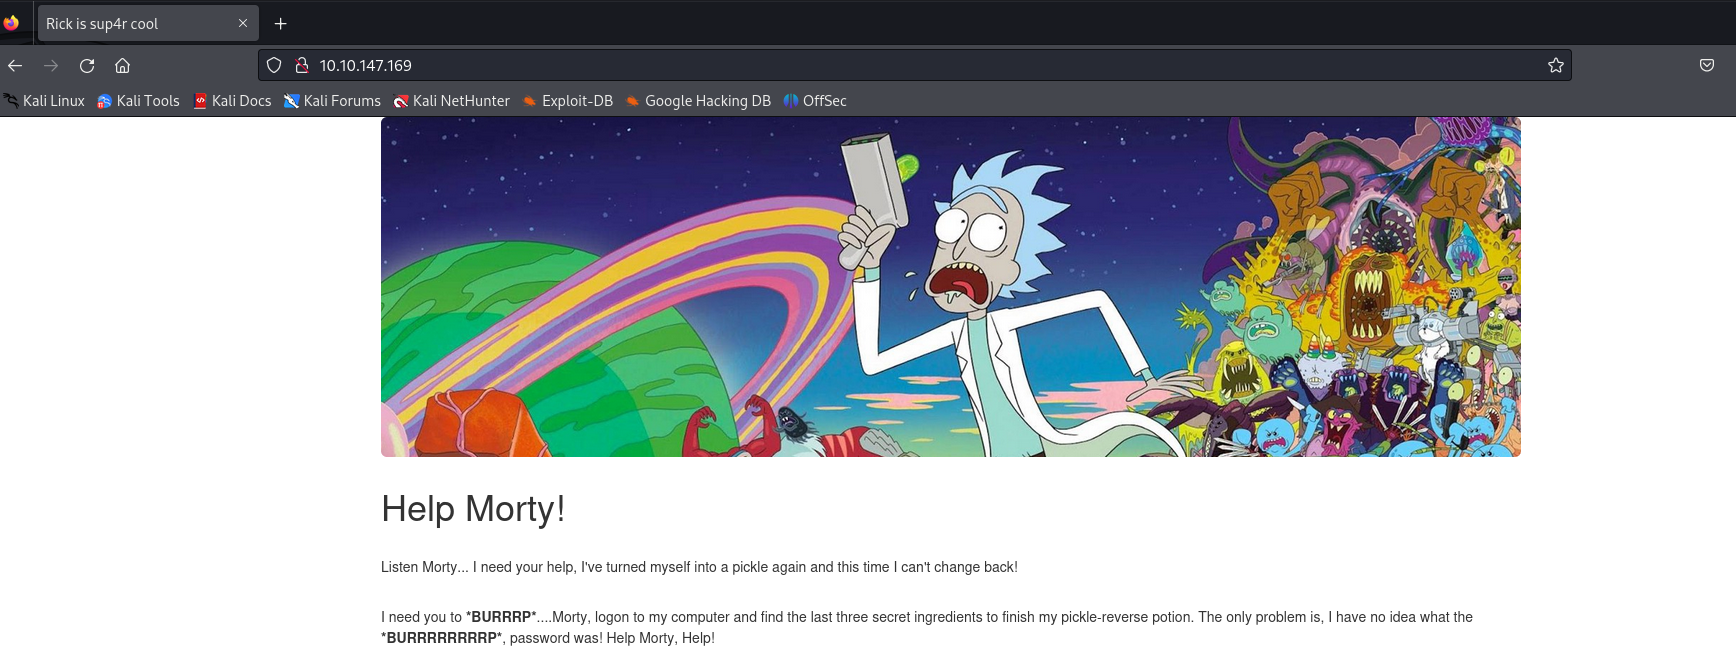 Rick is sup4r cool
10.10.147.169
Kali Linux Kali Tools Kali Docs Kali Forums Kali NetHunter Exploit-DB Google Hacking DB OffSec
Help Morty!
Listen Morty... I need your help, I've turned myself into a pickle again and this time I can't change back!
I need you to *BURRRP*....Morty, logon to my computer and find the last three secret ingredients to finish my pickle-reverse potion. The only problem is, I have no idea what the
*BURRRRRRRRP*, password was! Help Morty, Help!